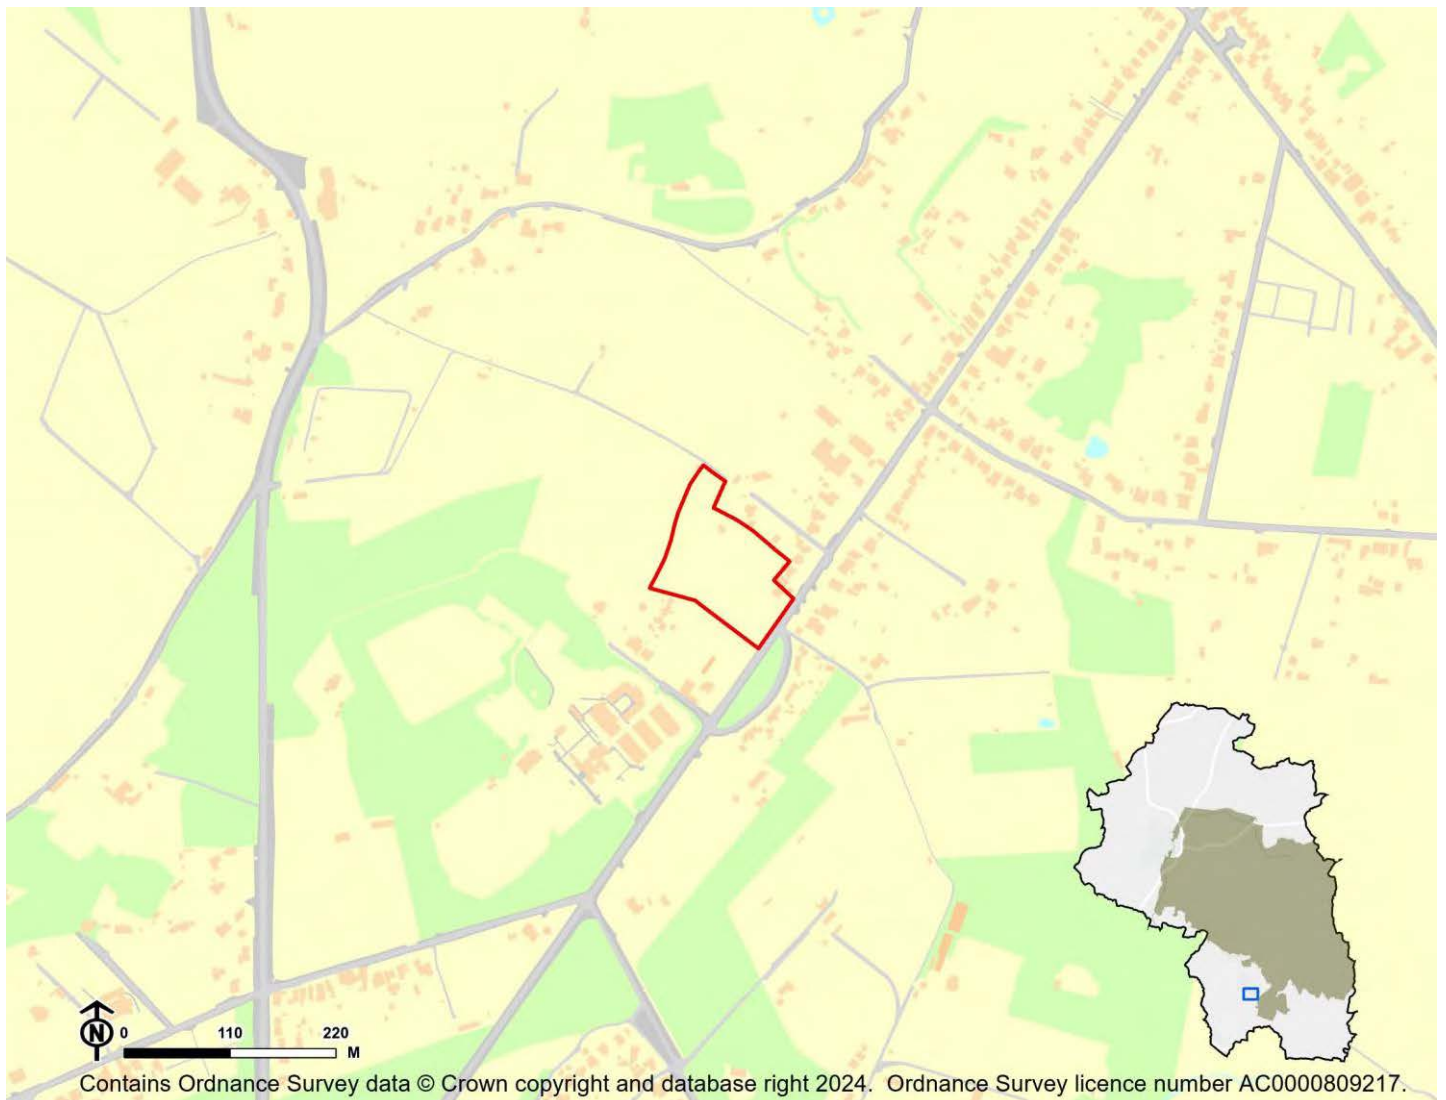 N
0 110 220
M
Contains Ordnance Survey data © Crown copyright and database right 2024. Ordnance Survey licence number AC0000809217.